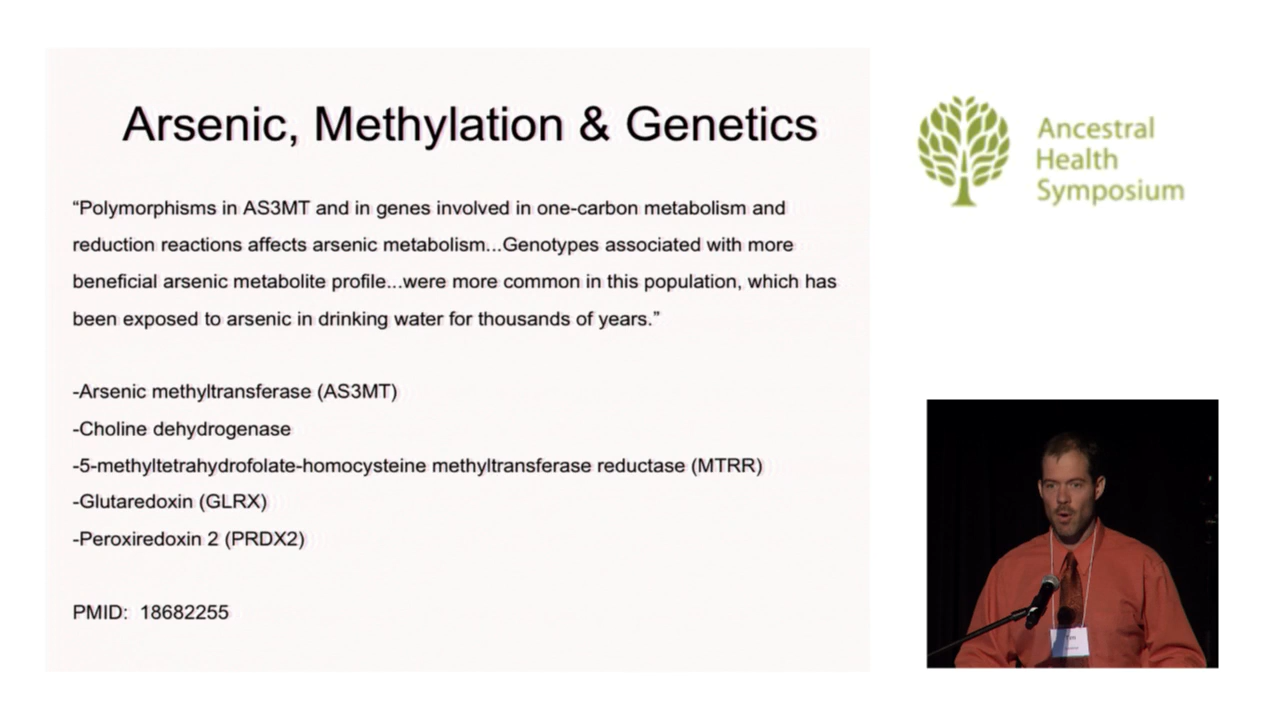 Arsenic, Methylation & Genetics
“Polymorphisms in AS3MT and in genes involved in one-carbon metabolism and
reduction reactions affects arsenic metabolism...Genotypes associated with more
beneficial arsenic metabolite profile...were more common in this population, which has
been exposed to arsenic in drinking water for thousands of years.”
-Arsenic methyltransferase (AS3MT)
-Choline dehydrogenase
-5-methyltetrahydrofolate-homocysteine methyltransferase reductase (MTRR)
-Glutaredoxin (GLRX)
-Peroxiredoxin 2 (PRDX2)
PMID: 18682255
Ancestral
Health
Symposium